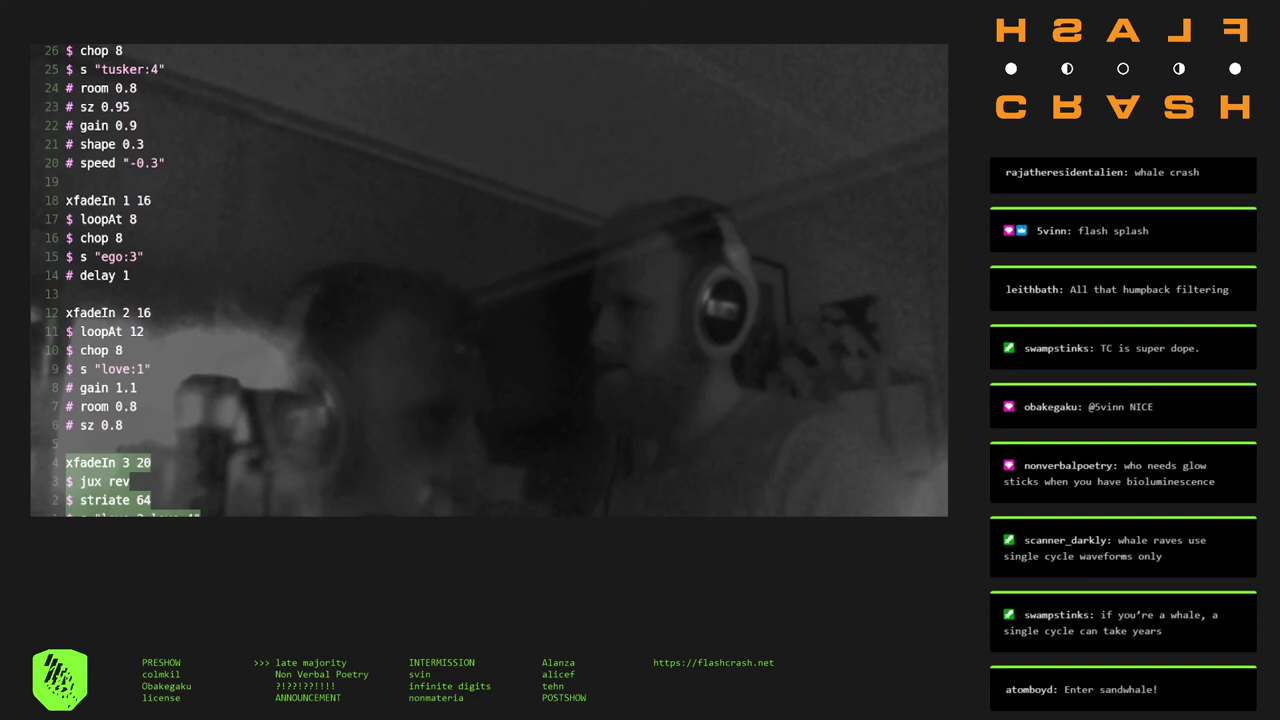 26 $ chop 8
25 $ s "tusker:4"
24 # room 0.8
23 # sz 0.95
22 # gain 0.9
21 # shape 0.3
20 # speed "-0.3"
19
18 xfadeIn 1 16
17 $ loopAt 8
16 $ chop 8
15 $ s "ego:3"
14 # delay 1
13
12 xfadeIn 2 16
11 $ loopAt 12
10 $ chop 8
9 $ s "love:1"
8 # gain 1.1
7 # room 0.8
6 # sz 0.8
5
4 xfadeIn 3 20
3 $ jux rev
2 $ striate 64
FLASH
CRASH
rajatheresidentalien: whale crash
5vinn: flash splash
leithbath: All that humpback filtering
swampstinks: TC is super dope.
obakegaku: @5vinn NICE
nonverbalpoetry: who needs glow
sticks when you have bioluminescence
scanner_darkly: whale raves use
single cycle waveforms only
swampstinks: if you’re a whale, a
single cycle can take years
atomboyd: Enter sandwhale!
PRESHOW
colmkil
Obakegaku
license
>>> late majority
Non Verbal Poetry
?!??!??!!!!
ANNOUNCEMENT
INTERMISSION
svin
infinite digits
nonmateria
Alanza
alicef
tehn
POSTSHOW
https://flashcrash.net